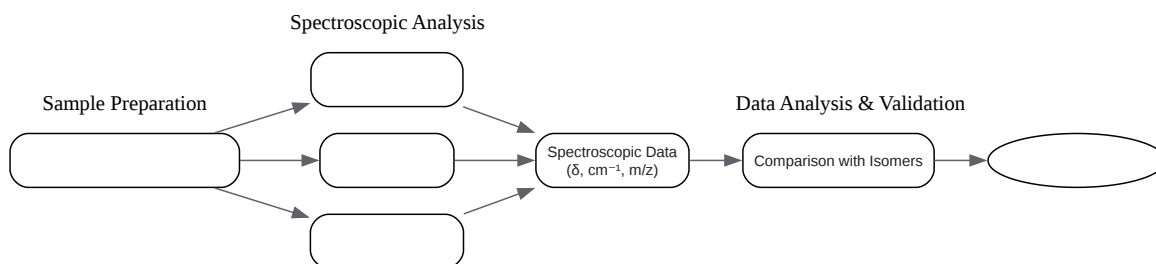 Spectroscopic Analysis
Sample Preparation
Data Analysis & Validation
Spectroscopic Data
(δ, cm⁻¹, m/z)
Comparison with Isomers